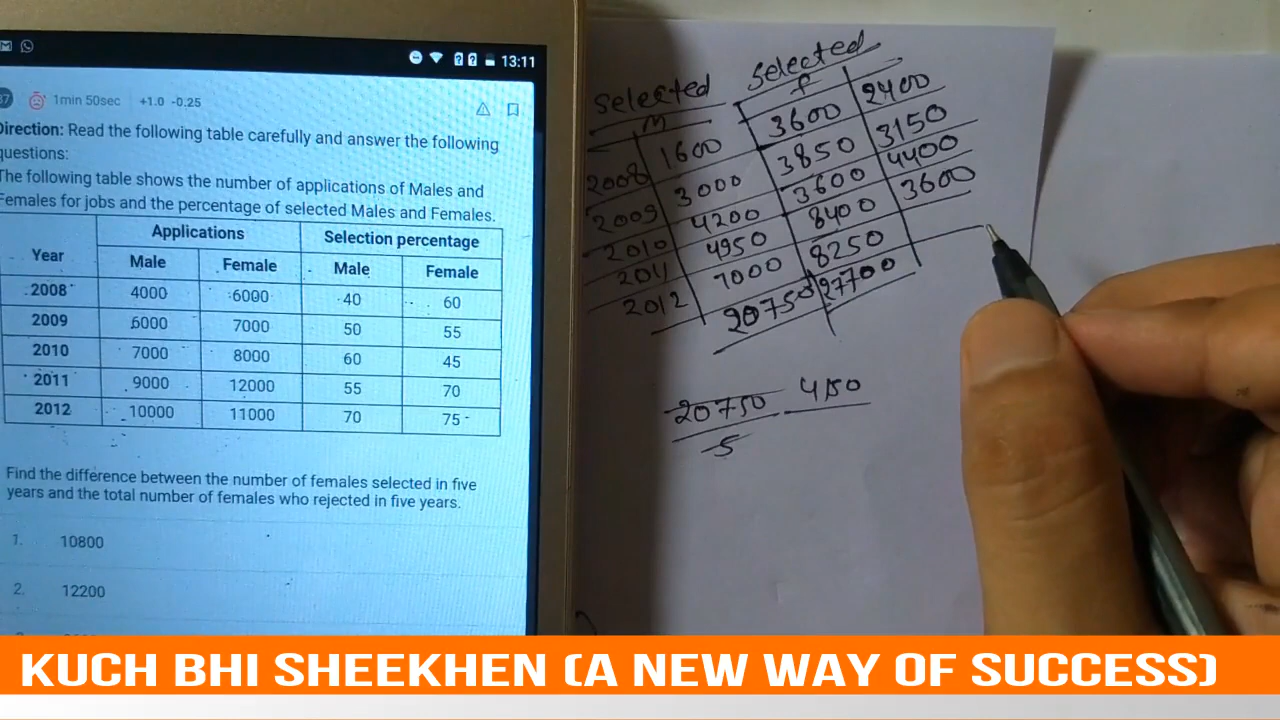 13:11
37 1min 50sec +1.0 -0.25
Direction: Read the following table carefully and answer the following
questions:
The following table shows the number of applications of Males and
Females for jobs and the percentage of selected Males and Females.
Year Applications Selection percentage
Male Female Male Female
2008 4000 6000 40 60
2009 6000 7000 50 55
2010 7000 8000 60 45
2011 9000 12000 55 70
2012 10000 11000 70 75
Find the difference between the number of females selected in five
years and the total number of females who rejected in five years.
1. 10800
2. 12200
selected selected
M F
2008 1600 3600 2400
2009 3000 3850 3150
2010 4200 3600 4400
2011 4950 8400 3600
2012 7000 8250
20750 27700
20750 4150
5
KUCH BHI SHEEKHEN (A NEW WAY OF SUCCESS)